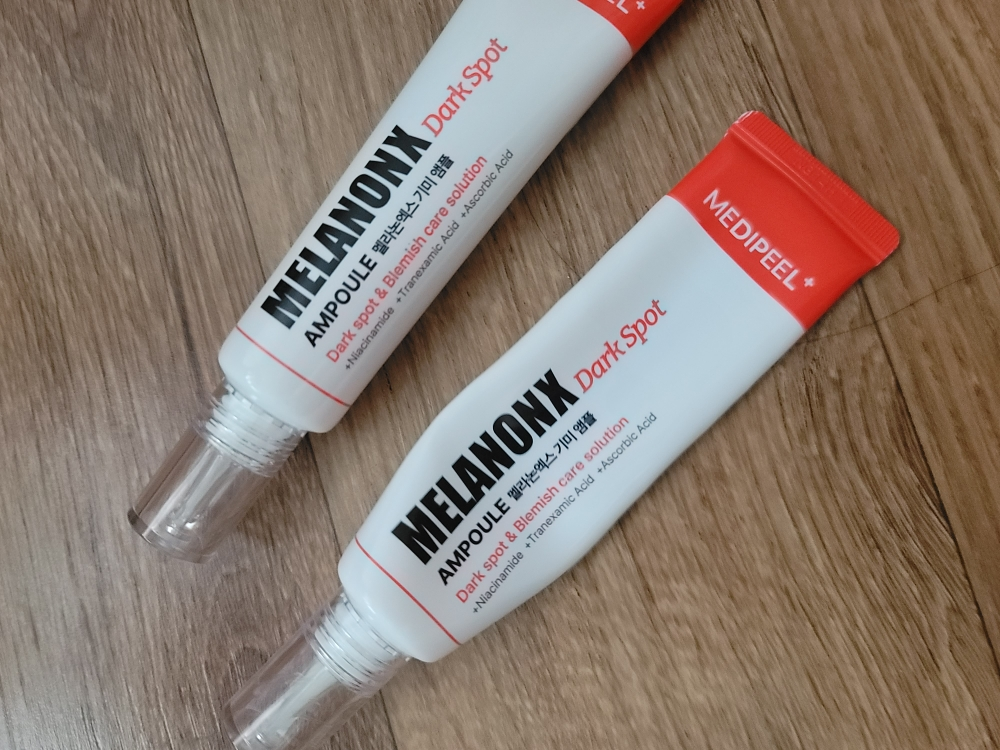 EL+
Dark Spot
MELANONX
AMPOULE 멜라논엑스 기미 앰플
Dark spot & Blemish care solution
+Niacinamide +Tranexamic Acid +Ascorbic Acid
MEDIPEEL+
Dark Spot
MELANONX
AMPOULE 멜라논엑스 기미 앰플
Dark spot & Blemish care solution
+Niacinamide +Tranexamic Acid +Ascorbic Acid